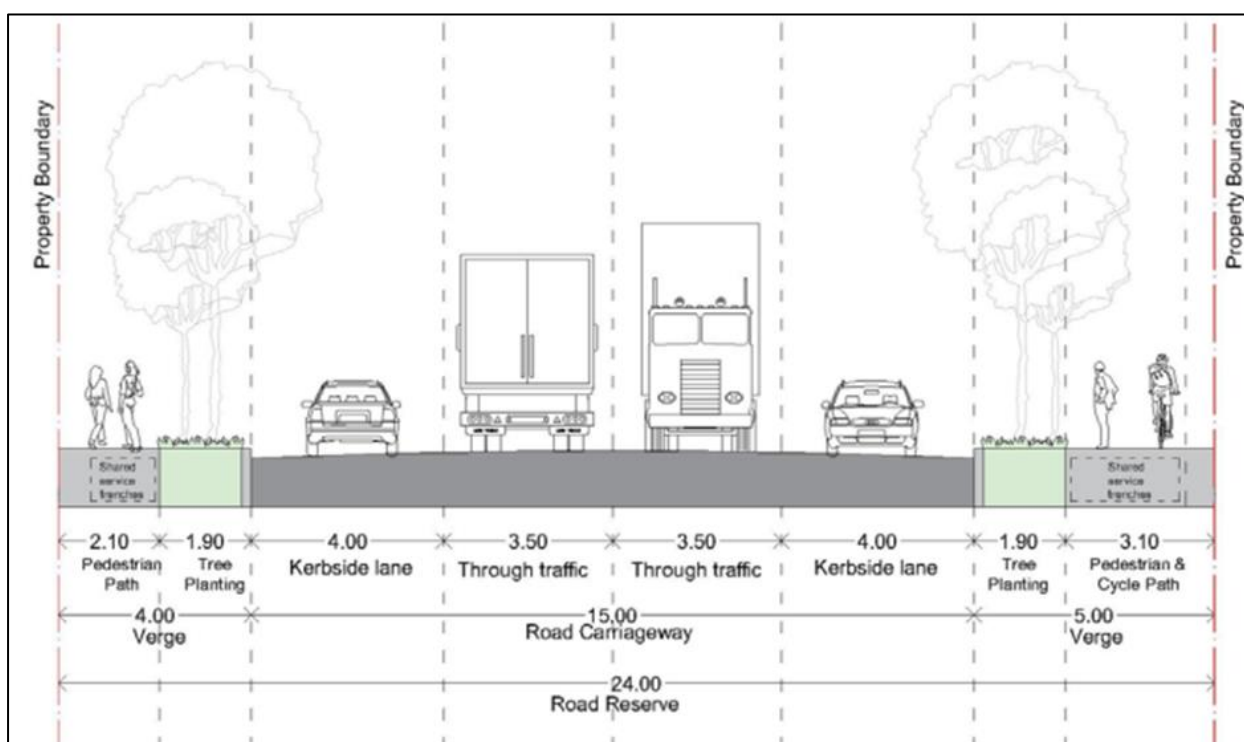 Property Boundary
Property Boundary
Shared
service
trenches
Shared
service
trenches
2.10
1.90
4.00
3.50
3.50
4.00
1.90
3.10
Pedestrian
Path
Tree
Planting
Kerbside lane
Through traffic
Through traffic
Kerbside lane
Tree
Planting
Pedestrian &
Cycle Path
4.00
Verge
15.00
Road Carriageway
5.00
Verge
24.00
Road Reserve